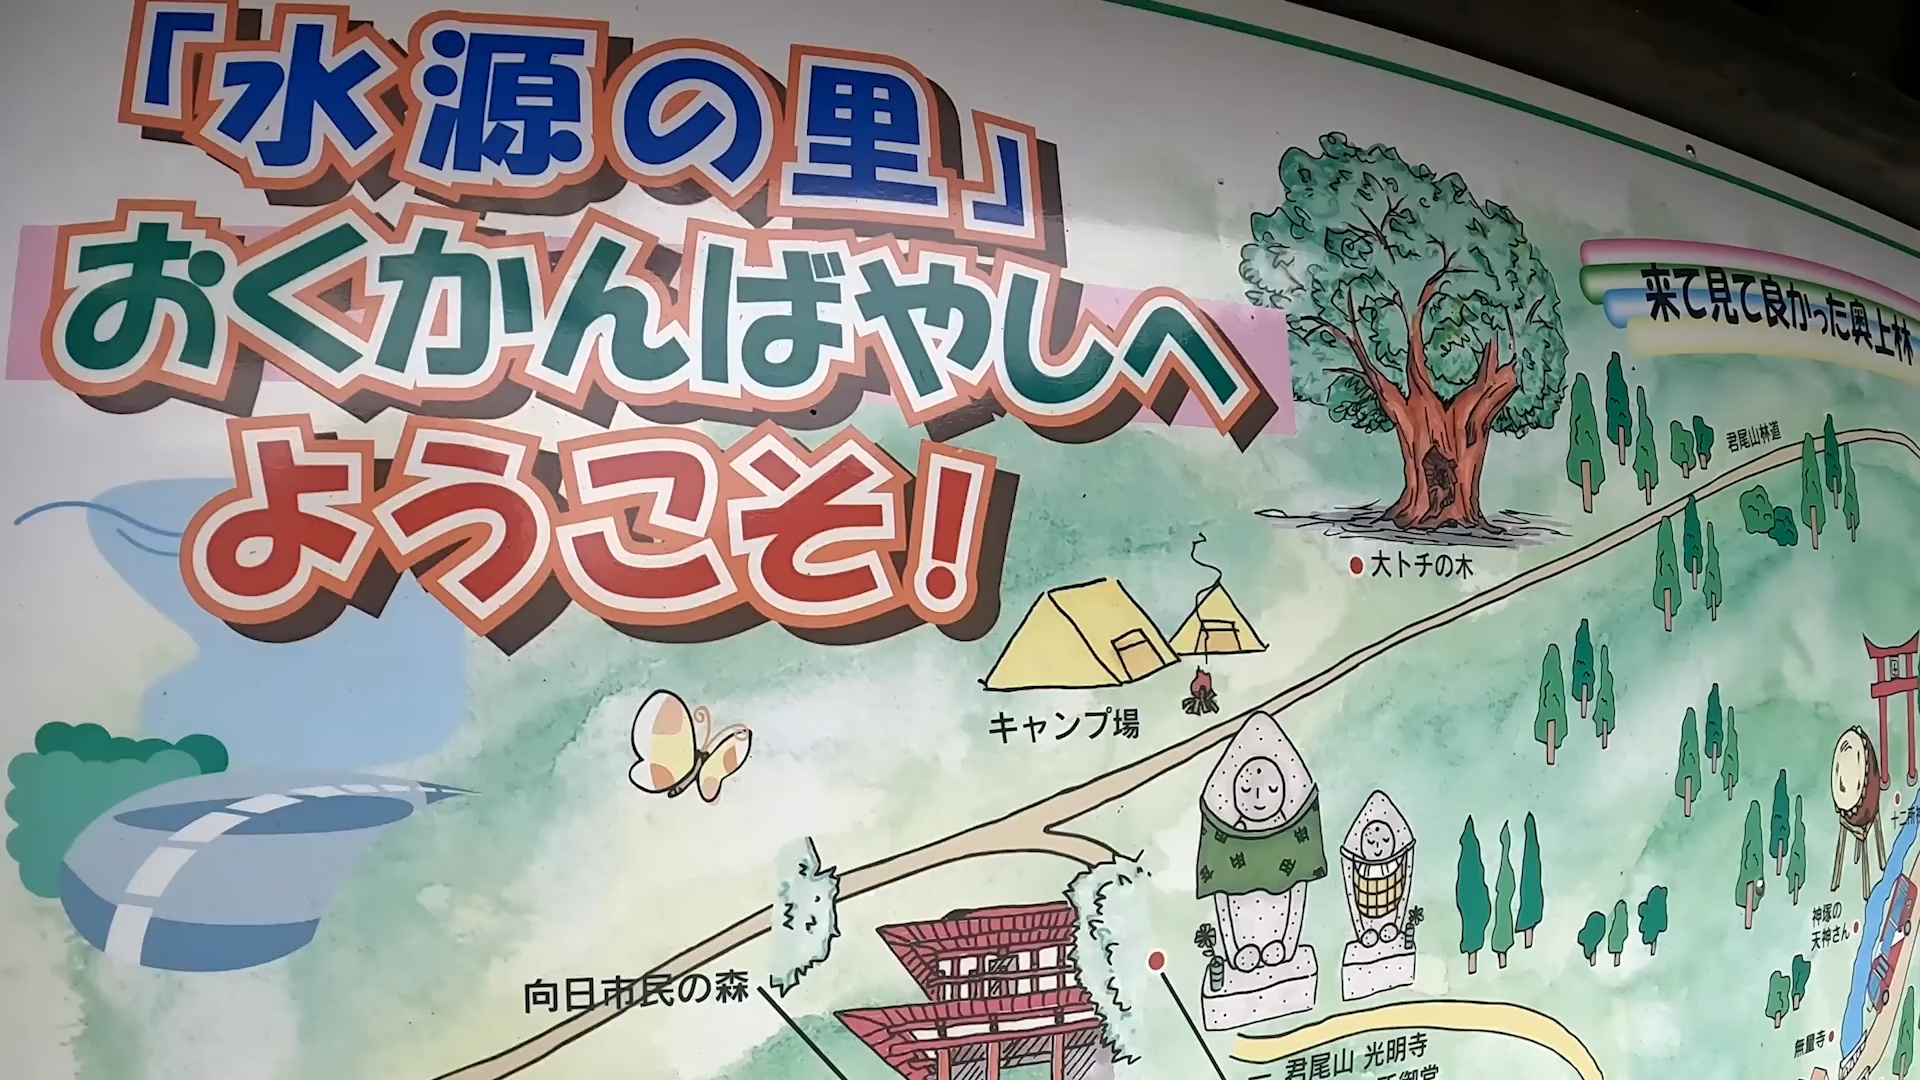 「水源の里」
おくかんばやしへ
ようこそ!
来て見て良かった奥上林
君尾山林道
大トチの木
キャンプ場
神塚の
天神さん
向日市民の森
無量寺
君尾山 光明寺